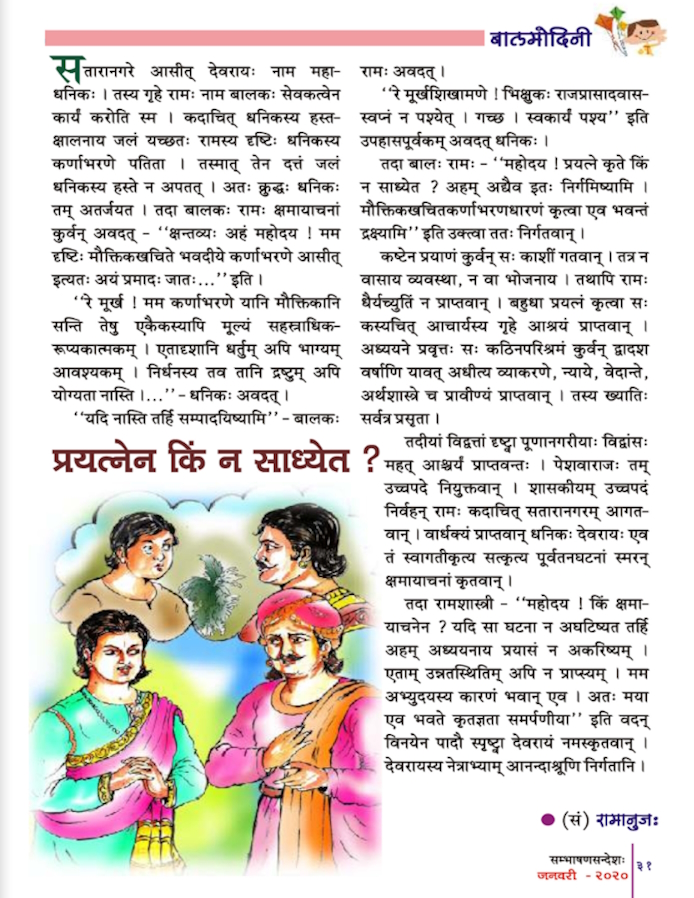 बालमोदिनी
सतारानगरे आसीत् देवरायः नाम महा-
धनिकः । तस्य गृहे रामः नाम बालकः सेवकत्वेन
कार्यं करोति स्म । कदाचित् धनिकस्य हस्त-
क्षालनाय जलं यच्छतः रामस्य दृष्टिः धनिकस्य
कर्णाभरणे पतिता । तस्मात् तेन दत्तं जलं
धनिकस्य हस्ते न अपतत् । अतः क्रुद्धः धनिकः
तम् अतर्जयत । तदा बालकः रामः क्षमायाचनां
कुर्वन् अवदत् – ‘‘क्षन्तव्यः अहं महोदय ! मम
दृष्टिः मौक्तिकखचिते भवदीये कर्णाभरणे आसीत्
इत्यतः अयं प्रमादः जातः...’’ इति ।
‘‘रे मूर्ख ! मम कर्णाभरणे यानि मौक्तिकानि
सन्ति तेषु एकैकस्यापि मूल्यं सहस्राधिक-
रूप्यकात्मकम् । एतादृशानि धर्तुम् अपि भाग्यम्
आवश्यकम् । निर्धनस्य तव तानि द्रष्टुम् अपि
योग्यता नास्ति ।...’’ – धनिकः अवदत् ।
‘‘यदि नास्ति तर्हि सम्पादयिष्यामि’’ – बालकः
रामः अवदत् ।
‘‘रे मूर्खशिखामणे ! भिक्षुकः राजप्रासादवास-
स्वप्नं न पश्येत् । गच्छ । स्वकार्यं पश्य’’ इति
उपहासपूर्वकम् अवदत् धनिकः ।
तदा बालः रामः – ‘‘महोदय ! प्रयत्ने कृते किं
न साध्येत ? अहम् अद्यैव इतः निर्गमिष्यामि ।
मौक्तिकखचितकर्णाभरणधारणं कृत्वा एव भवन्तं
द्रक्ष्यामि’’ इति उक्त्वा ततः निर्गतवान् ।
कष्टेन प्रयाणं कुर्वन् सः काशीं गतवान् । तत्र न
वासाय व्यवस्था, न वा भोजनाय । तथापि रामः
धैर्यच्युतिं न प्राप्तवान् । बहुधा प्रयत्नं कृत्वा सः
कस्यचित् आचार्यस्य गृहे आश्रयं प्राप्तवान् ।
अध्ययने प्रवृत्तः सः कठिनपरिश्रमं कुर्वन् द्वादश
वर्षाणि यावत् अधीत्य व्याकरणे, न्याये, वेदान्ते,
अर्थशास्त्रे च प्रावीण्यं प्राप्तवान् । तस्य ख्यातिः
सर्वत्र प्रसृता ।
तदीयां विद्वत्तां दृष्ट्वा पूणानगरीयाः विद्वांसः
महत् आश्चर्यं प्राप्तवन्तः । पेशवाराजः तम्
उच्चपदे नियुक्तवान् । शासकीयम् उच्चपदं
निर्वहन् रामः कदाचित् सतारानगरम् आगत-
वान् । वार्धक्यं प्राप्तवान् धनिकः देवरायः एव
तं स्वागतीकृत्य सत्कृत्य पूर्वतनघटनां स्मरन्
क्षमायाचनां कृतवान् ।
तदा रामशास्त्री – ‘‘महोदय ! किं क्षमा-
याचनेन ? यदि सा घटना न अघटिष्यत तर्हि
अहम् अध्ययनाय प्रयासं न अकरिष्यम् ।
एताम् उन्नतस्थितिम् अपि न प्राप्स्यम् । मम
अभ्युदयस्य कारणं भवान् एव । अतः मया
एव भवते कृतज्ञता समर्पणीया’’ इति वदन्
विनयेन पादौ स्पृष्ट्वा देवरायं नमस्कृतवान् ।
देवरायस्य नेत्राभ्याम् आनन्दाश्रूणि निर्गतानि ।
प्रयत्नेन किं न साध्येत ?
● (सं) रामानुजः
सम्भाषणसन्देशः
जनवरी - २०२०
३१